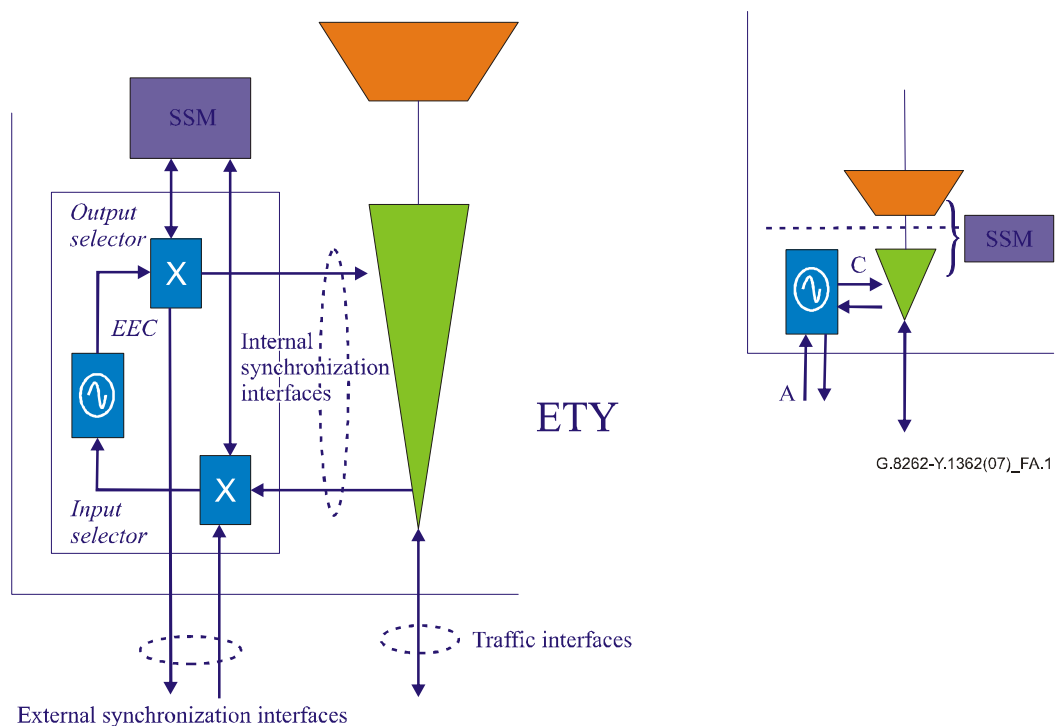 SSM
Output
selector
X
EEC
Internal
synchronization
interfaces
X
Input
selector
ETY
Traffic interfaces
External synchronization interfaces
SSM
C
A
G.8262-Y.1362(07)_FA.1